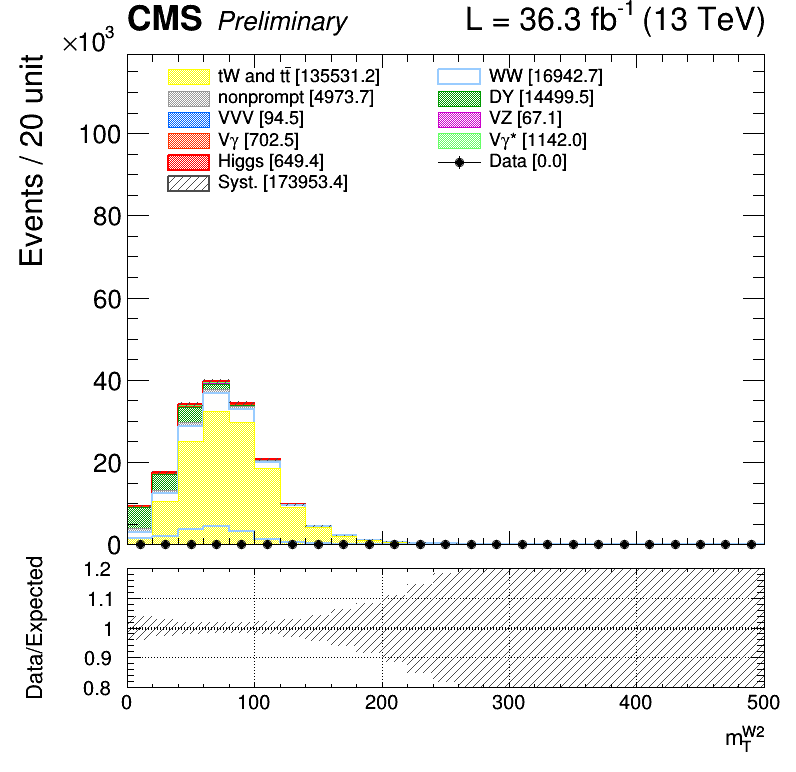 CMS Preliminary L = 36.3 fb⁻¹ (13 TeV)
×10³
tW and tt̄ [135531.2] WW [16942.7]
nonprompt [4973.7] DY [14499.5]
VVV [94.5] VZ [67.1]
Vγ [702.5] Vγ* [1142.0]
Higgs [649.4] Data [0.0]
Syst. [173953.4]
Events / 20 unit
100
80
60
40
20
0
Data/Expected
1.2
1.1
1
0.9
0.8
0 100 200 300 400 500
m_T^W2